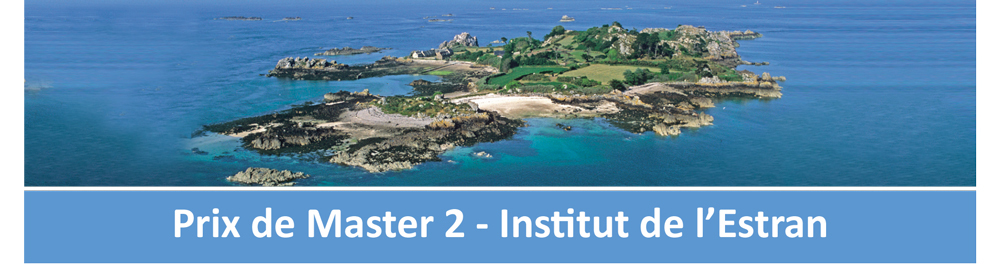 Prix de Master 2 - Institut de l’Estran